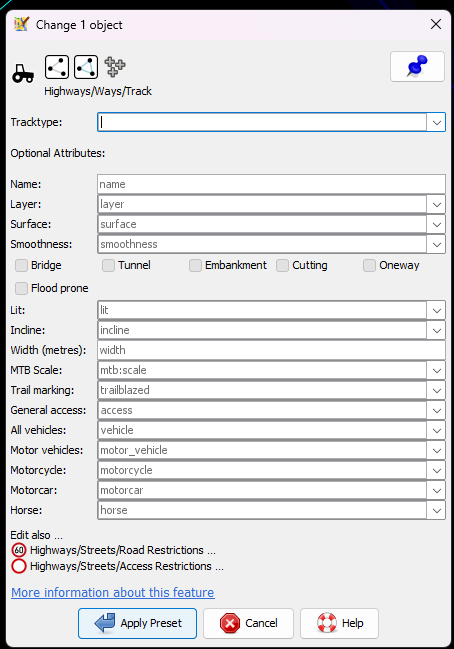 Change 1 object
Highways/Ways/Track
Tracktype:
Optional Attributes:
Name: name
Layer: layer
Surface: surface
Smoothness: smoothness
Bridge Tunnel Embankment Cutting Oneway
Flood prone
Lit: lit
Incline: incline
Width (metres): width
MTB Scale: mtb:scale
Trail marking: trailblazed
General access: access
All vehicles: vehicle
Motor vehicles: motor_vehicle
Motorcycle: motorcycle
Motorcar: motorcar
Horse: horse
Edit also ...
60 Highways/Streets/Road Restrictions ...
Highways/Streets/Access Restrictions ...
More information about this feature
Apply Preset Cancel Help